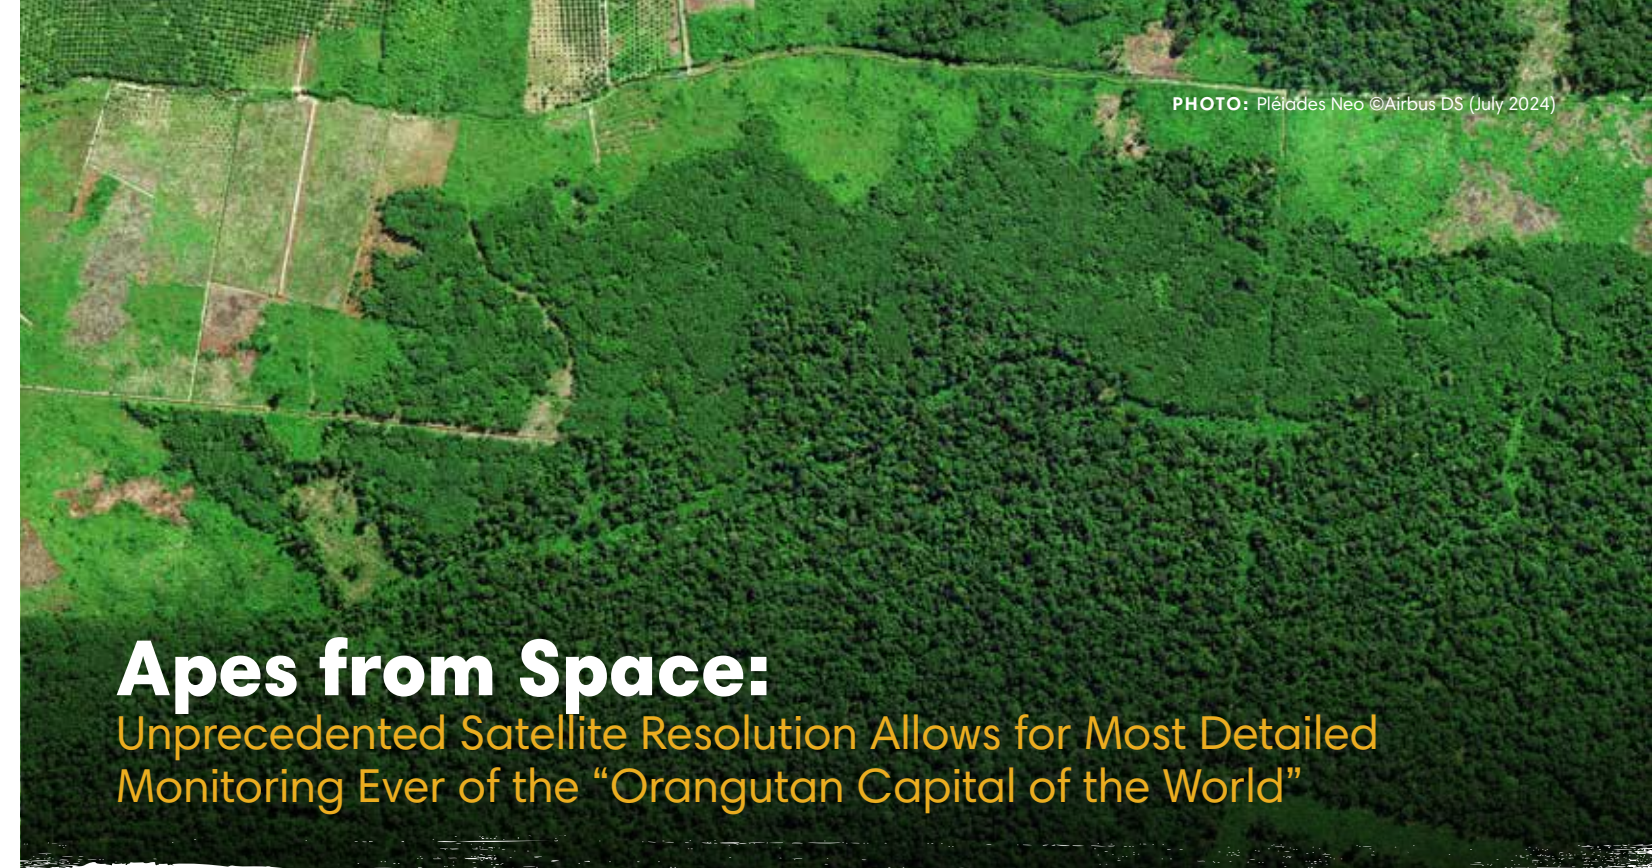 PHOTO: Pléiades Neo ©Airbus DS (July 2024)
Apes from Space:
Unprecedented Satellite Resolution Allows for Most Detailed
Monitoring Ever of the “Orangutan Capital of the World”